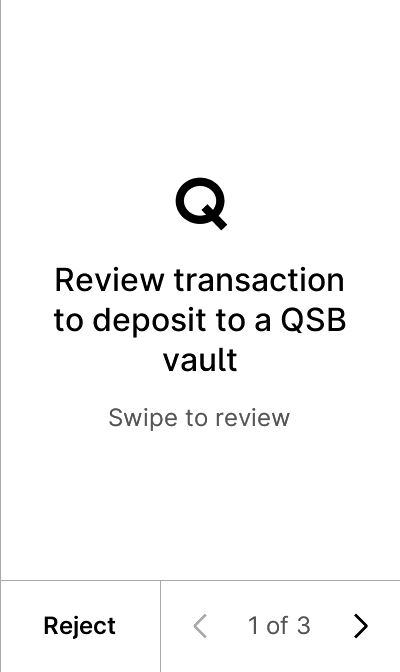 Q
Review transaction
to deposit to a QSB
vault
Swipe to review
Reject
1 of 3